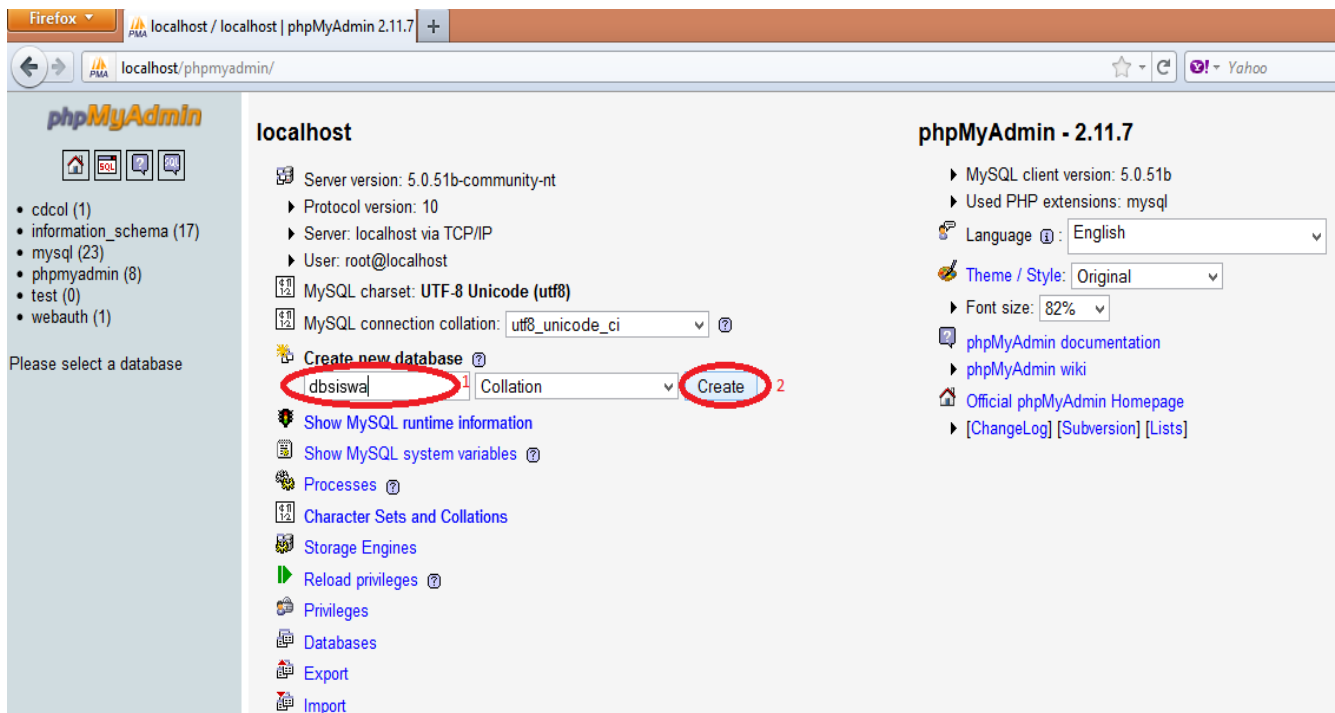 Firefox
PMA localhost / localhost | phpMyAdmin 2.11.7 +
PMA localhost/phpmyadmin/
Yahoo
phpMyAdmin
SQL
SQL
cdcol (1)
information_schema (17)
mysql (23)
phpmyadmin (8)
test (0)
webauth (1)
Please select a database
localhost
Server version: 5.0.51b-community-nt
Protocol version: 10
Server: localhost via TCP/IP
User: root@localhost
MySQL charset: UTF-8 Unicode (utf8)
MySQL connection collation: utf8_unicode_ci
Create new database
dbsiswa 1 Collation Create 2
Show MySQL runtime information
Show MySQL system variables
Processes
Character Sets and Collations
Storage Engines
Reload privileges
Privileges
Databases
Export
Import
phpMyAdmin - 2.11.7
MySQL client version: 5.0.51b
Used PHP extensions: mysql
Language : English
Theme / Style: Original
Font size: 82%
phpMyAdmin documentation
phpMyAdmin wiki
Official phpMyAdmin Homepage
[ChangeLog] [Subversion] [Lists]